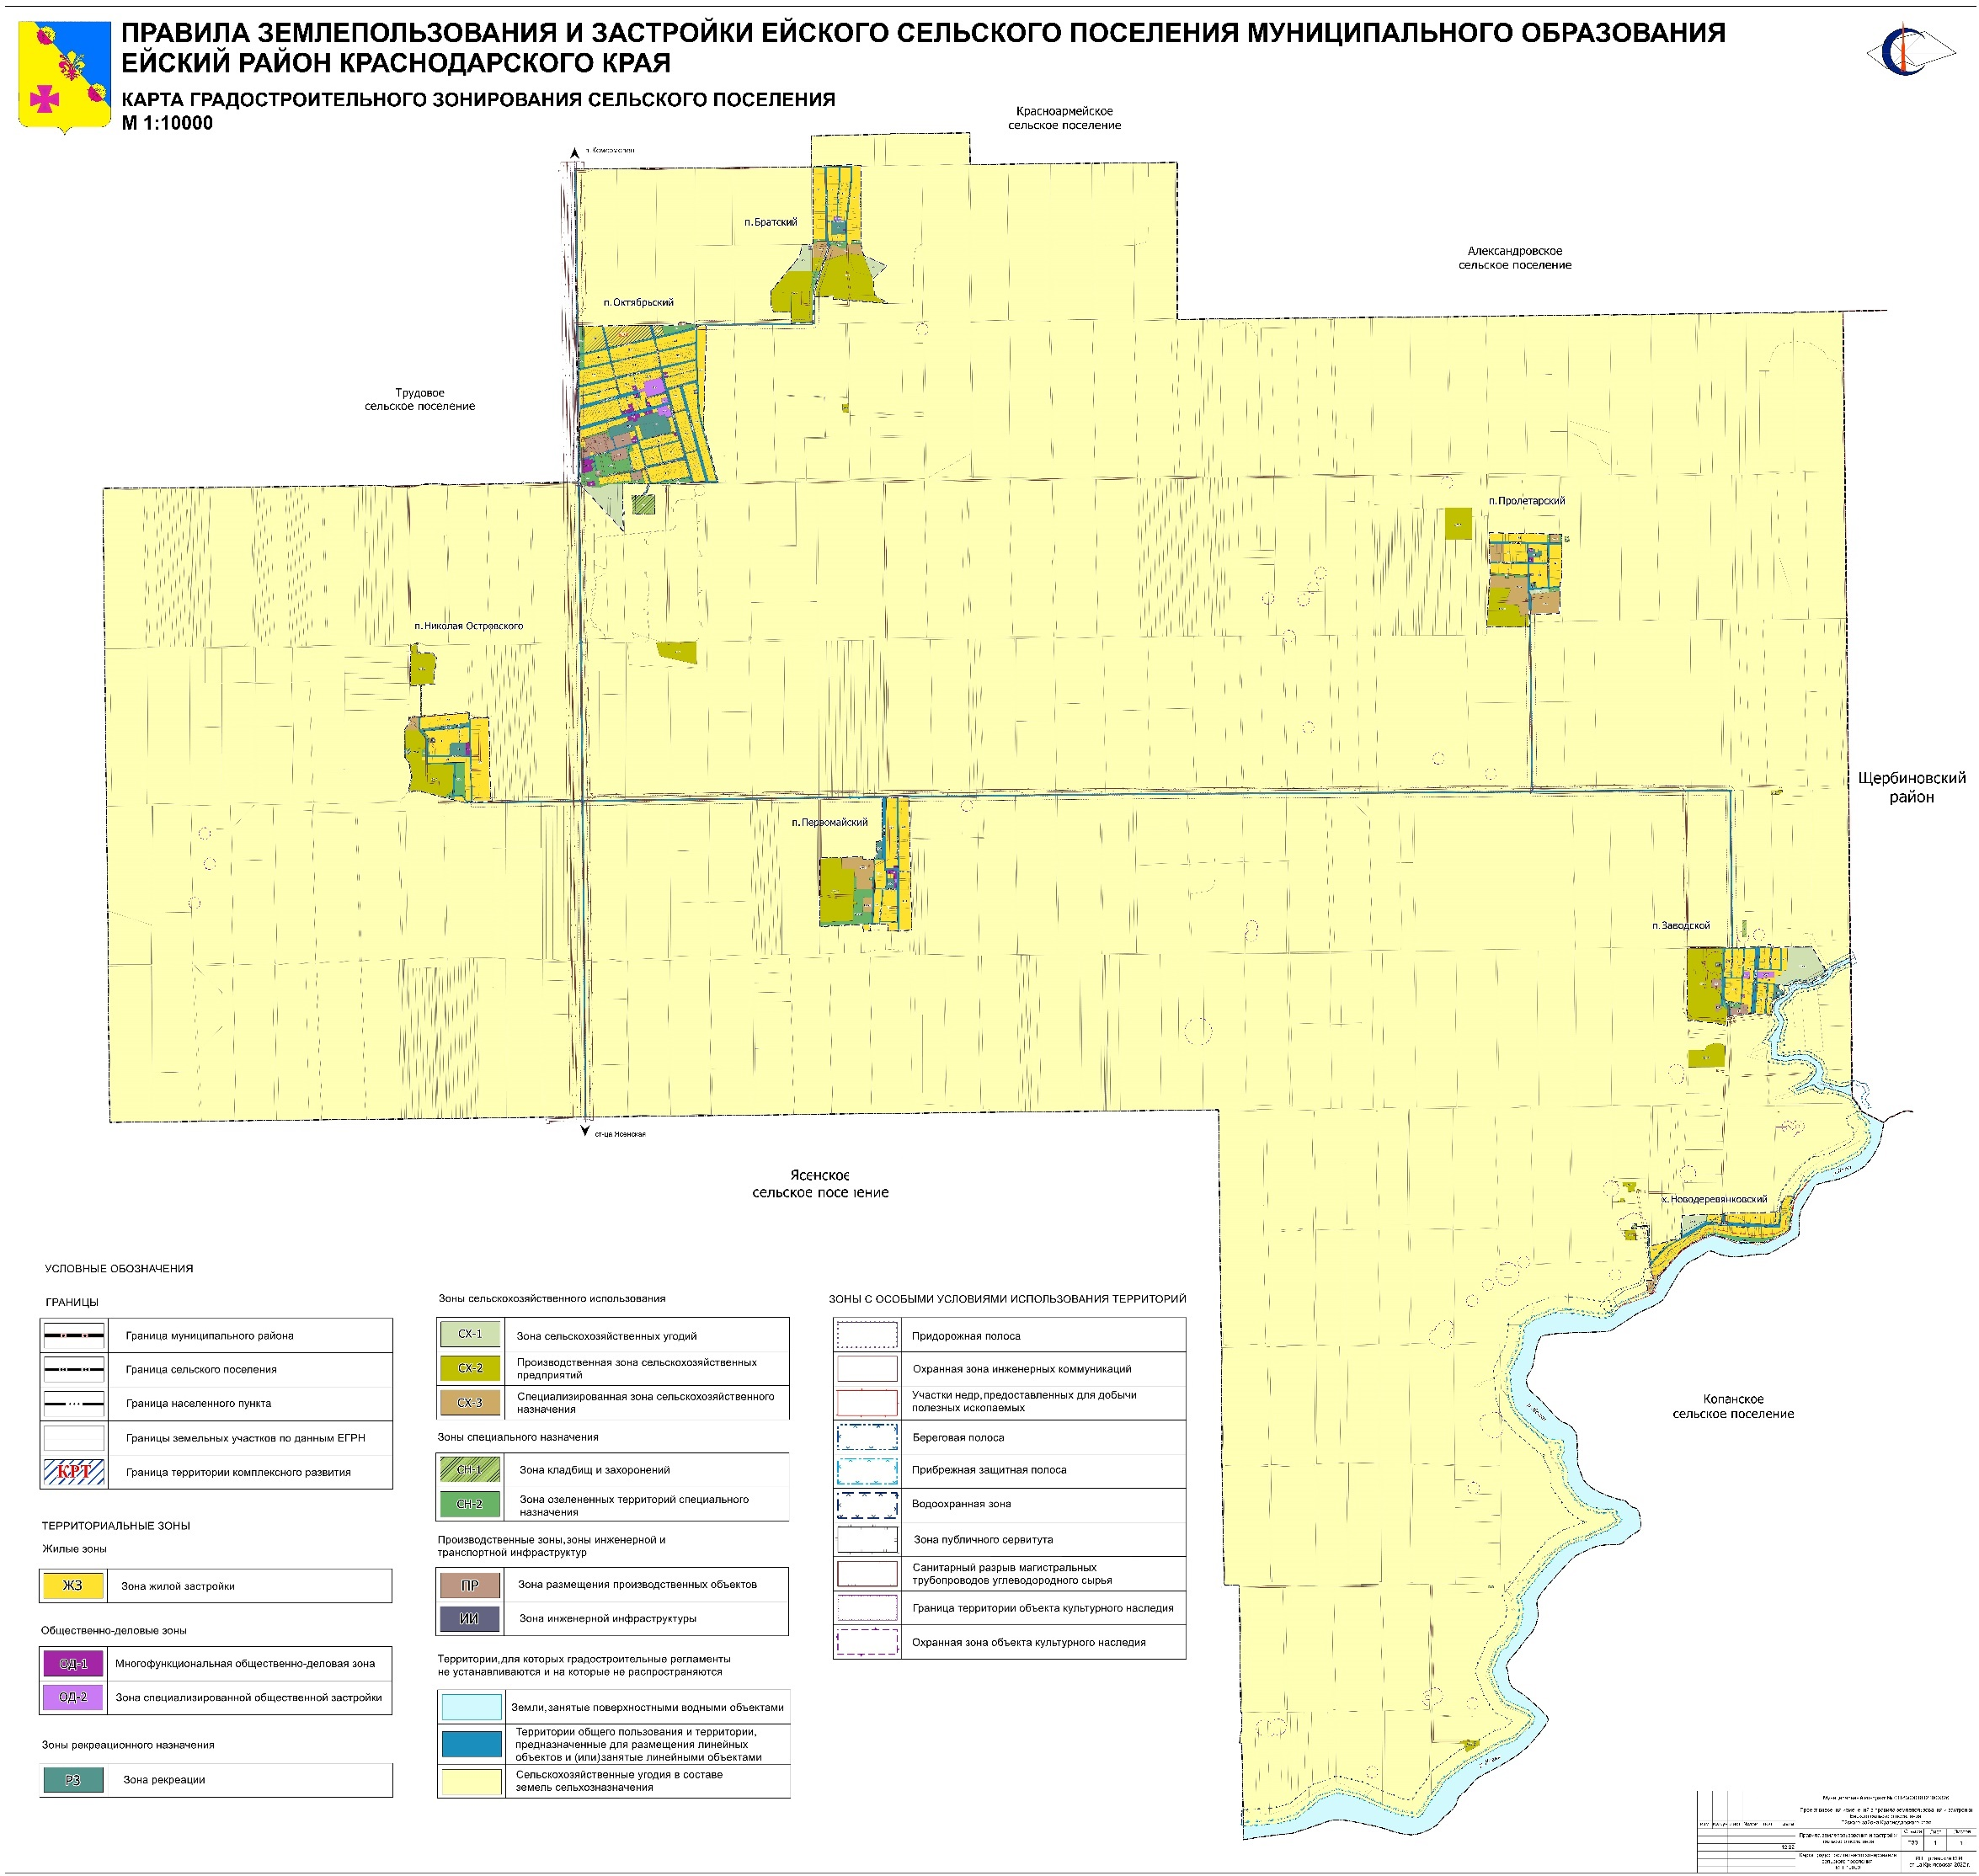 ПРАВИЛА ЗЕМЛЕПОЛЬЗОВАНИЯ И ЗАСТРОЙКИ ЕЙСКОГО СЕЛЬСКОГО ПОСЕЛЕНИЯ МУНИЦИПАЛЬНОГО ОБРАЗОВАНИЯ
ЕЙСКИЙ РАЙОН КРАСНОДАРСКОГО КРАЯ
КАРТА ГРАДОСТРОИТЕЛЬНОГО ЗОНИРОВАНИЯ СЕЛЬСКОГО ПОСЕЛЕНИЯ
М 1:10000
Красноармейское
сельское поселение
п.Братский
Александровское
сельское поселение
п.Октябрьский
Трудовое
сельское поселение
п.Пролетарский
п.Николая Островского
Щербиновский
район
п.Первомайский
п.Заводской
ст-ца Ясенская
Ясенское
сельское поселение
х.Новодеревянковский
Копанское
сельское поселение
УСЛОВНЫЕ ОБОЗНАЧЕНИЯ
ГРАНИЦЫ
Граница муниципального района
Граница сельского поселения
Граница населенного пункта
Границы земельных участков по данным ЕГРН
КРТ Граница территории комплексного развития
ТЕРРИТОРИАЛЬНЫЕ ЗОНЫ
Жилые зоны
ЖЗ Зона жилой застройки
Общественно-деловые зоны
ОД-1 Многофункциональная общественно-деловая зона
ОД-2 Зона специализированной общественной застройки
Зоны рекреационного назначения
РЗ Зона рекреации
Зоны сельскохозяйственного использования
СХ-1 Зона сельскохозяйственных угодий
СХ-2 Производственная зона сельскохозяйственных
предприятий
СХ-3 Специализированная зона сельскохозяйственного
назначения
Зоны специального назначения
СН-1 Зона кладбищ и захоронений
СН-2 Зона озелененных территорий специального
назначения
Производственные зоны, зоны инженерной и
транспортной инфраструктур
ПР Зона размещения производственных объектов
ИИ Зона инженерной инфраструктуры
Территории, для которых градостроительные регламенты
не устанавливаются и на которые не распространяются
Земли, занятые поверхностными водными объектами
Территории общего пользования и территории,
предназначенные для размещения линейных
объектов и (или) занятые линейными объектами
Сельскохозяйственные угодия в составе
земель сельхозназначения
ЗОНЫ С ОСОБЫМИ УСЛОВИЯМИ ИСПОЛЬЗОВАНИЯ ТЕРРИТОРИЙ
Придорожная полоса
Охранная зона инженерных коммуникаций
Участки недр, предоставленных для добычи
полезных ископаемых
Береговая полоса
Прибрежная защитная полоса
Водоохранная зона
Зона публичного сервитута
Санитарный разрыв магистральных
трубопроводов углеводородного сырья
Граница территории объекта культурного наследия
Охранная зона объекта культурного наследия